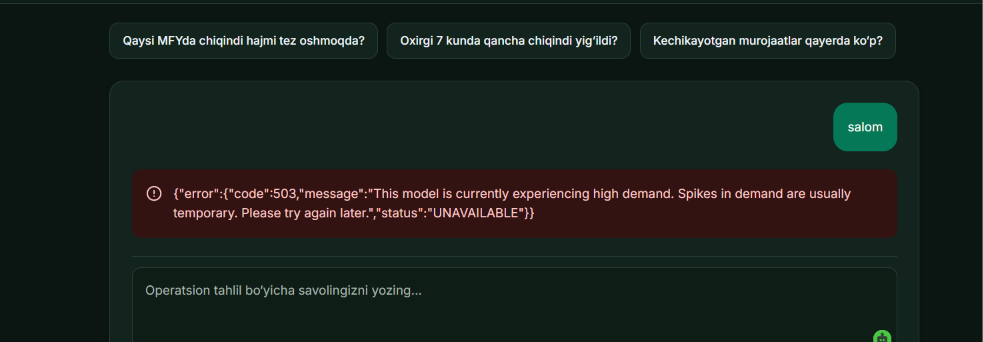 Qaysi MFYda chiqindi hajmi tez oshmoqda? Oxirgi 7 kunda qancha chiqindi yig‘ildi? Kechikayotgan murojaatlar qayerda ko‘p?
salom
{"error":{"code":503,"message":"This model is currently experiencing high demand. Spikes in demand are usually
temporary. Please try again later.","status":"UNAVAILABLE"}}
Operatsion tahlil bo‘yicha savolingizni yozing...